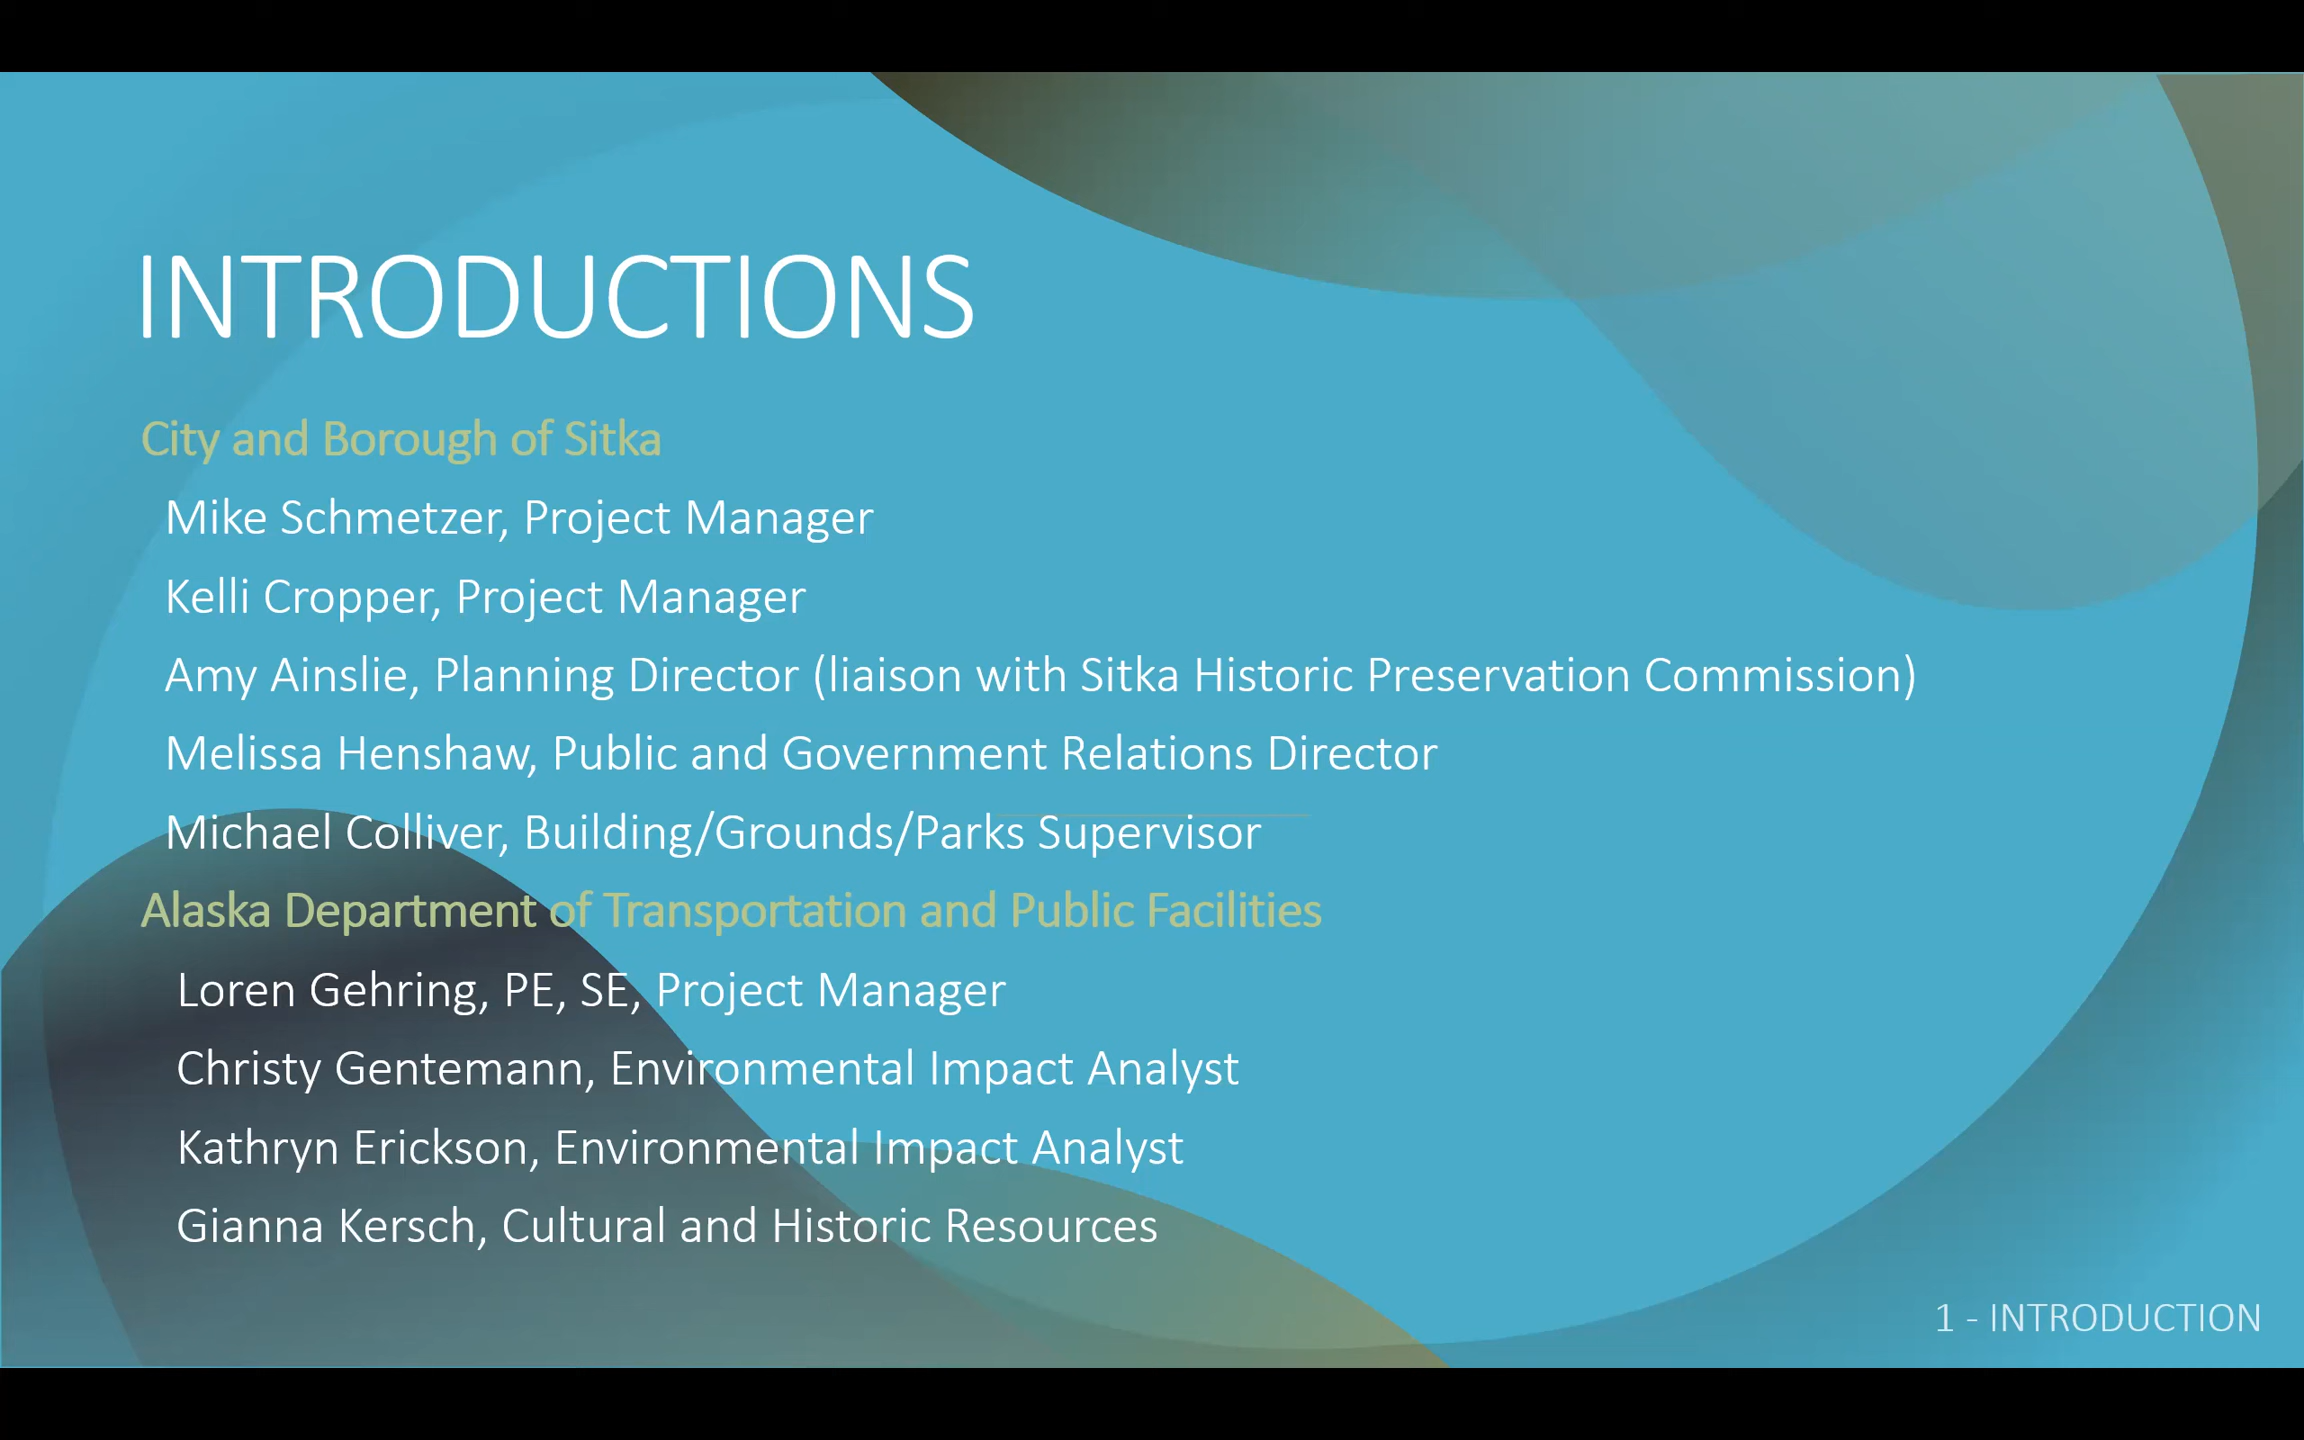 INTRODUCTIONS
City and Borough of Sitka
Mike Schmetzer, Project Manager
Kelli Cropper, Project Manager
Amy Ainslie, Planning Director (liaison with Sitka Historic Preservation Commission)
Melissa Henshaw, Public and Government Relations Director
Michael Colliver, Building/Grounds/Parks Supervisor
Alaska Department of Transportation and Public Facilities
Loren Gehring, PE, SE, Project Manager
Christy Gentemann, Environmental Impact Analyst
Kathryn Erickson, Environmental Impact Analyst
Gianna Kersch, Cultural and Historic Resources
1 - INTRODUCTION